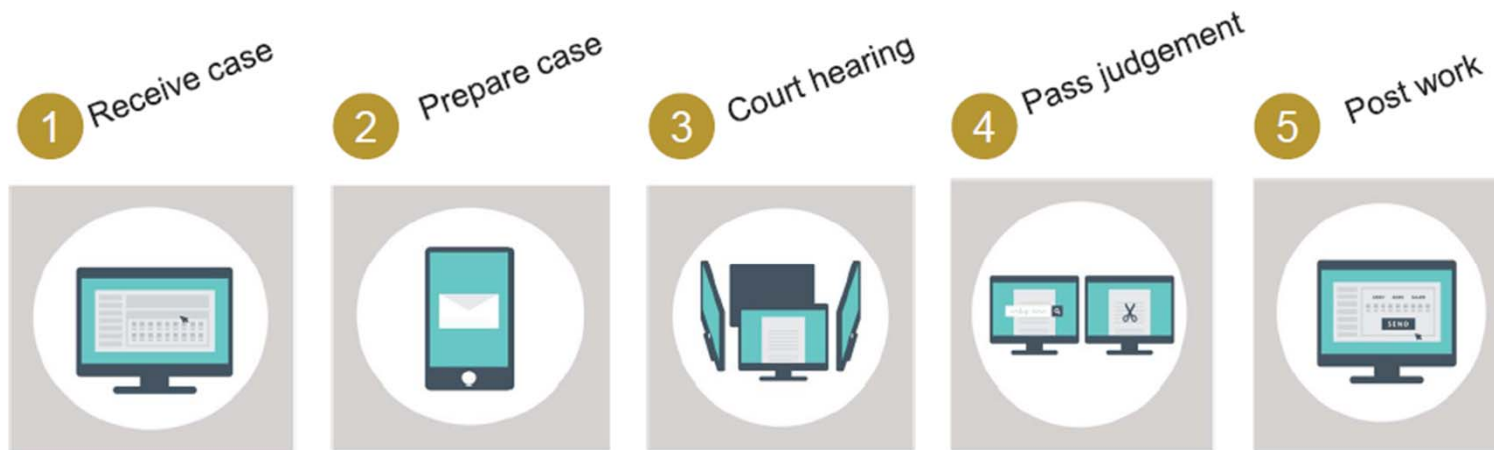 1 Receive case
2 Prepare case
3 Court hearing
4 Pass judgement
5 Post work
SEND